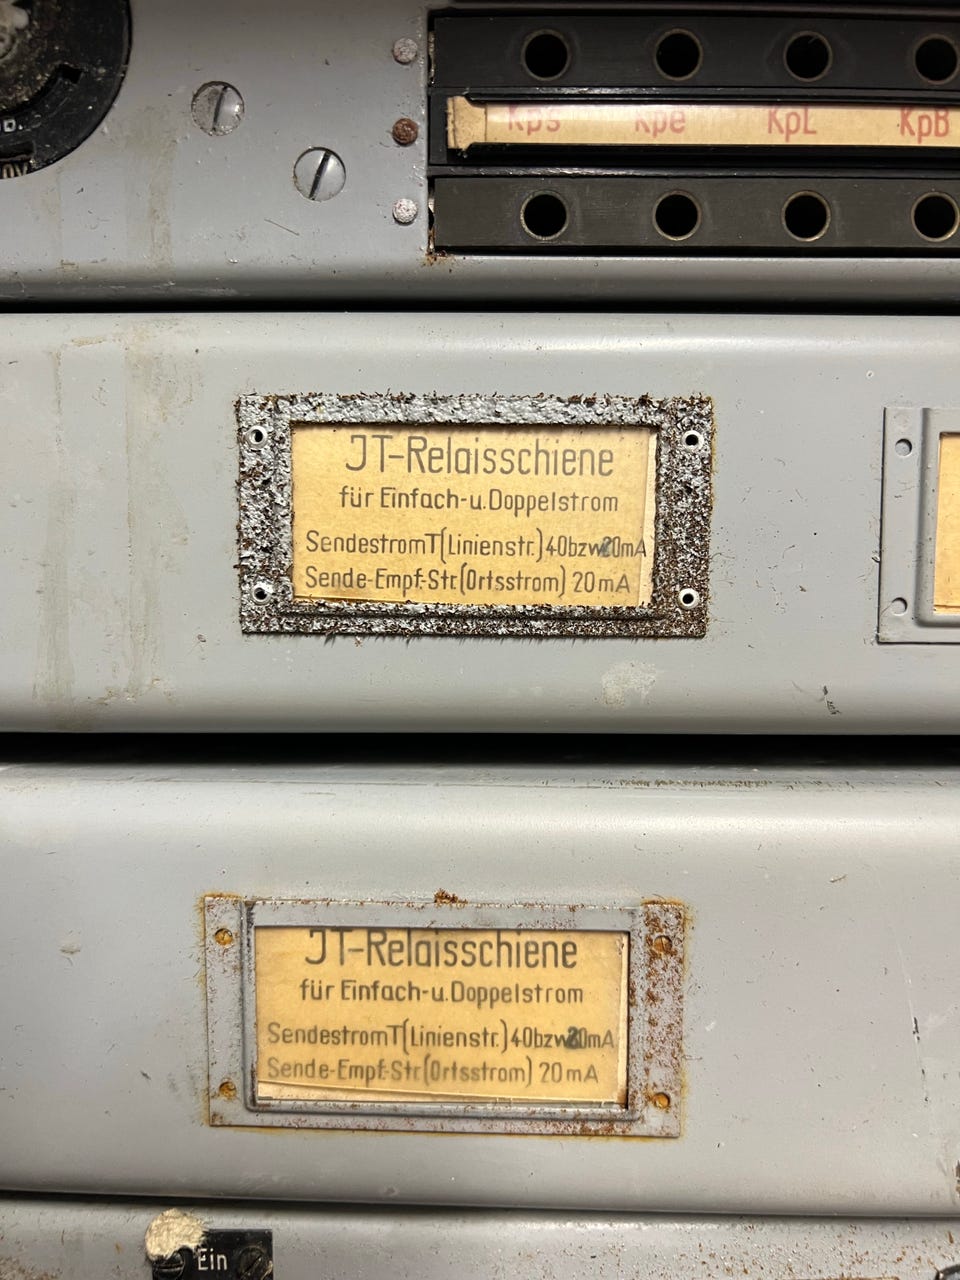 Kps Kpe KpL KpB
JT-Relaisschiene
für Einfach-u.Doppelstrom
SendestromT(Linienstr.)40bzw20mA
Sende-Empf.-Str(Ortsstrom) 20mA
JT-Relaisschiene
für Einfach-u.Doppelstrom
SendestromT(Linienstr.)40bzw20mA
Sende-Empf.-Str(Ortsstrom) 20mA
Ein